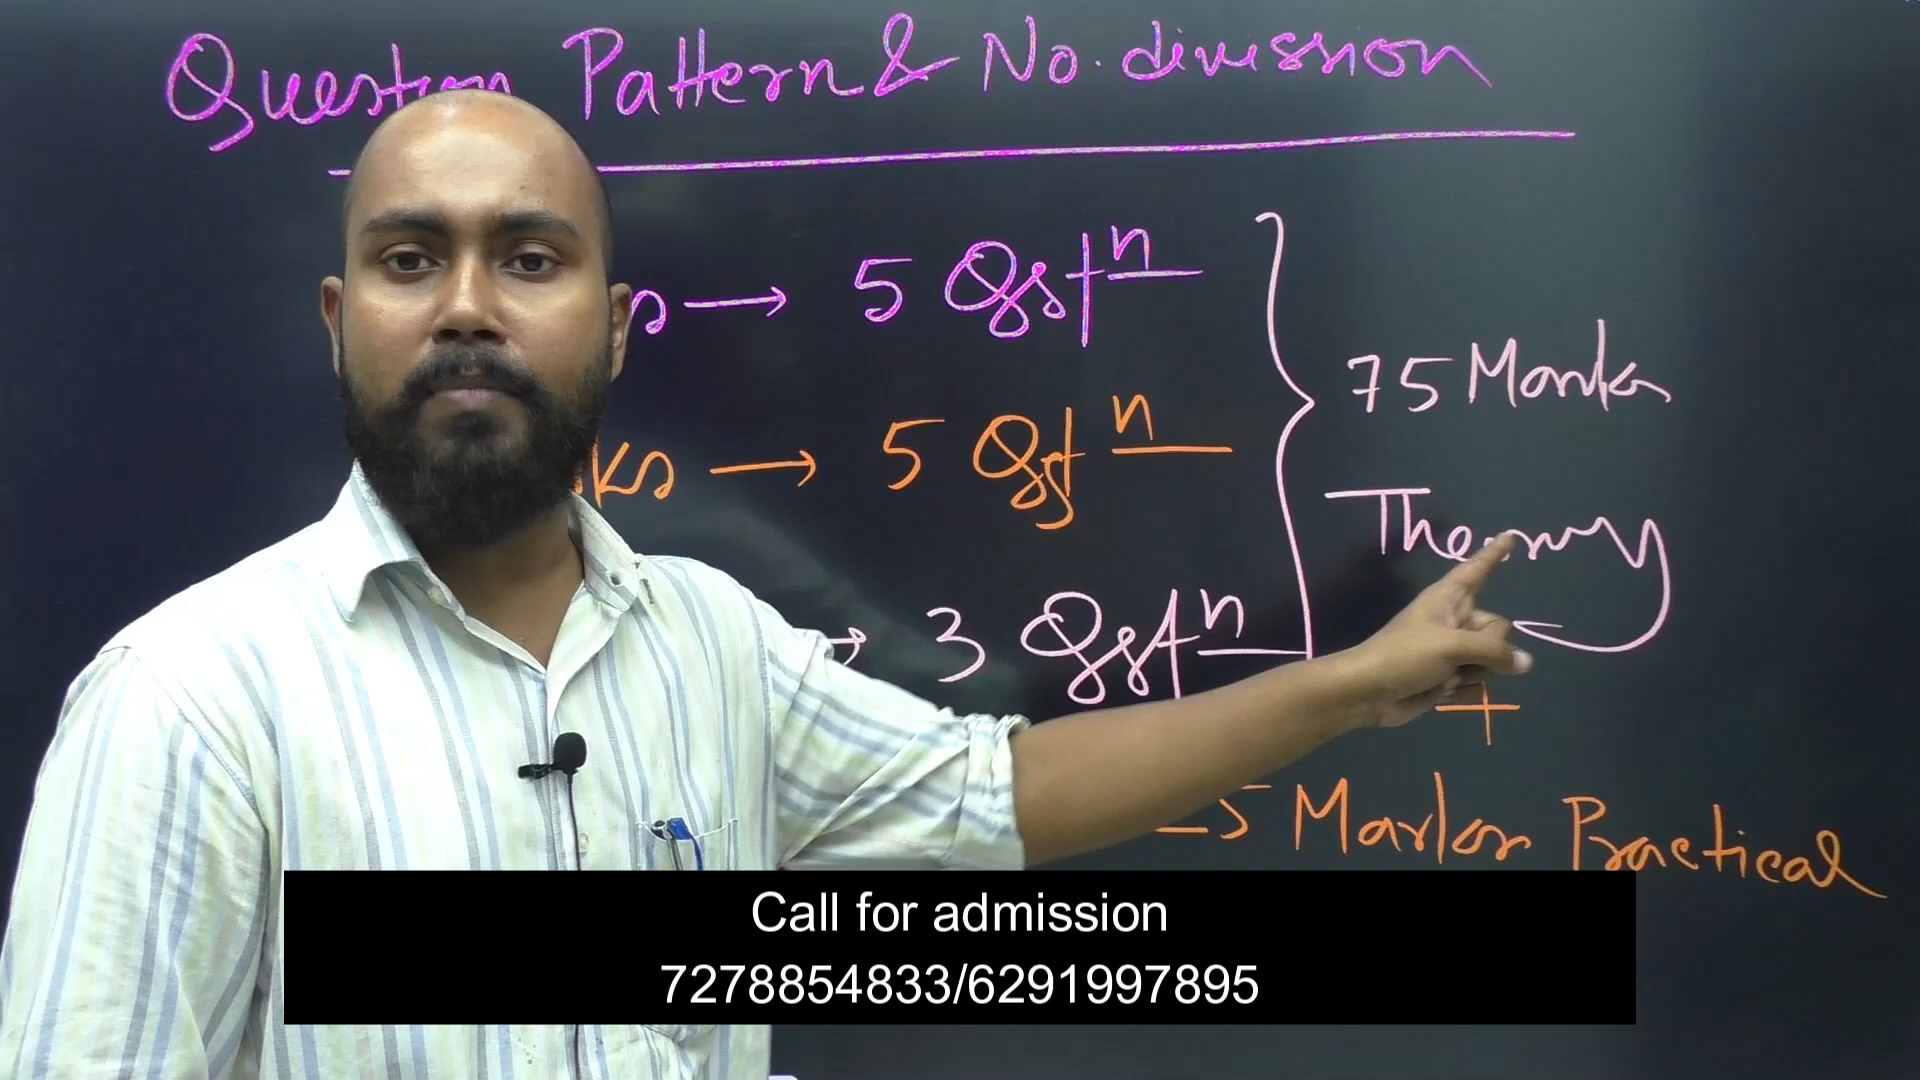 Question Pattern & No. division
→ 5 Qstn
→ 5 Qstn
→ 3 Qstn
75 Marks
Theory
+
5 Marks Practical
Call for admission
7278854833/6291997895